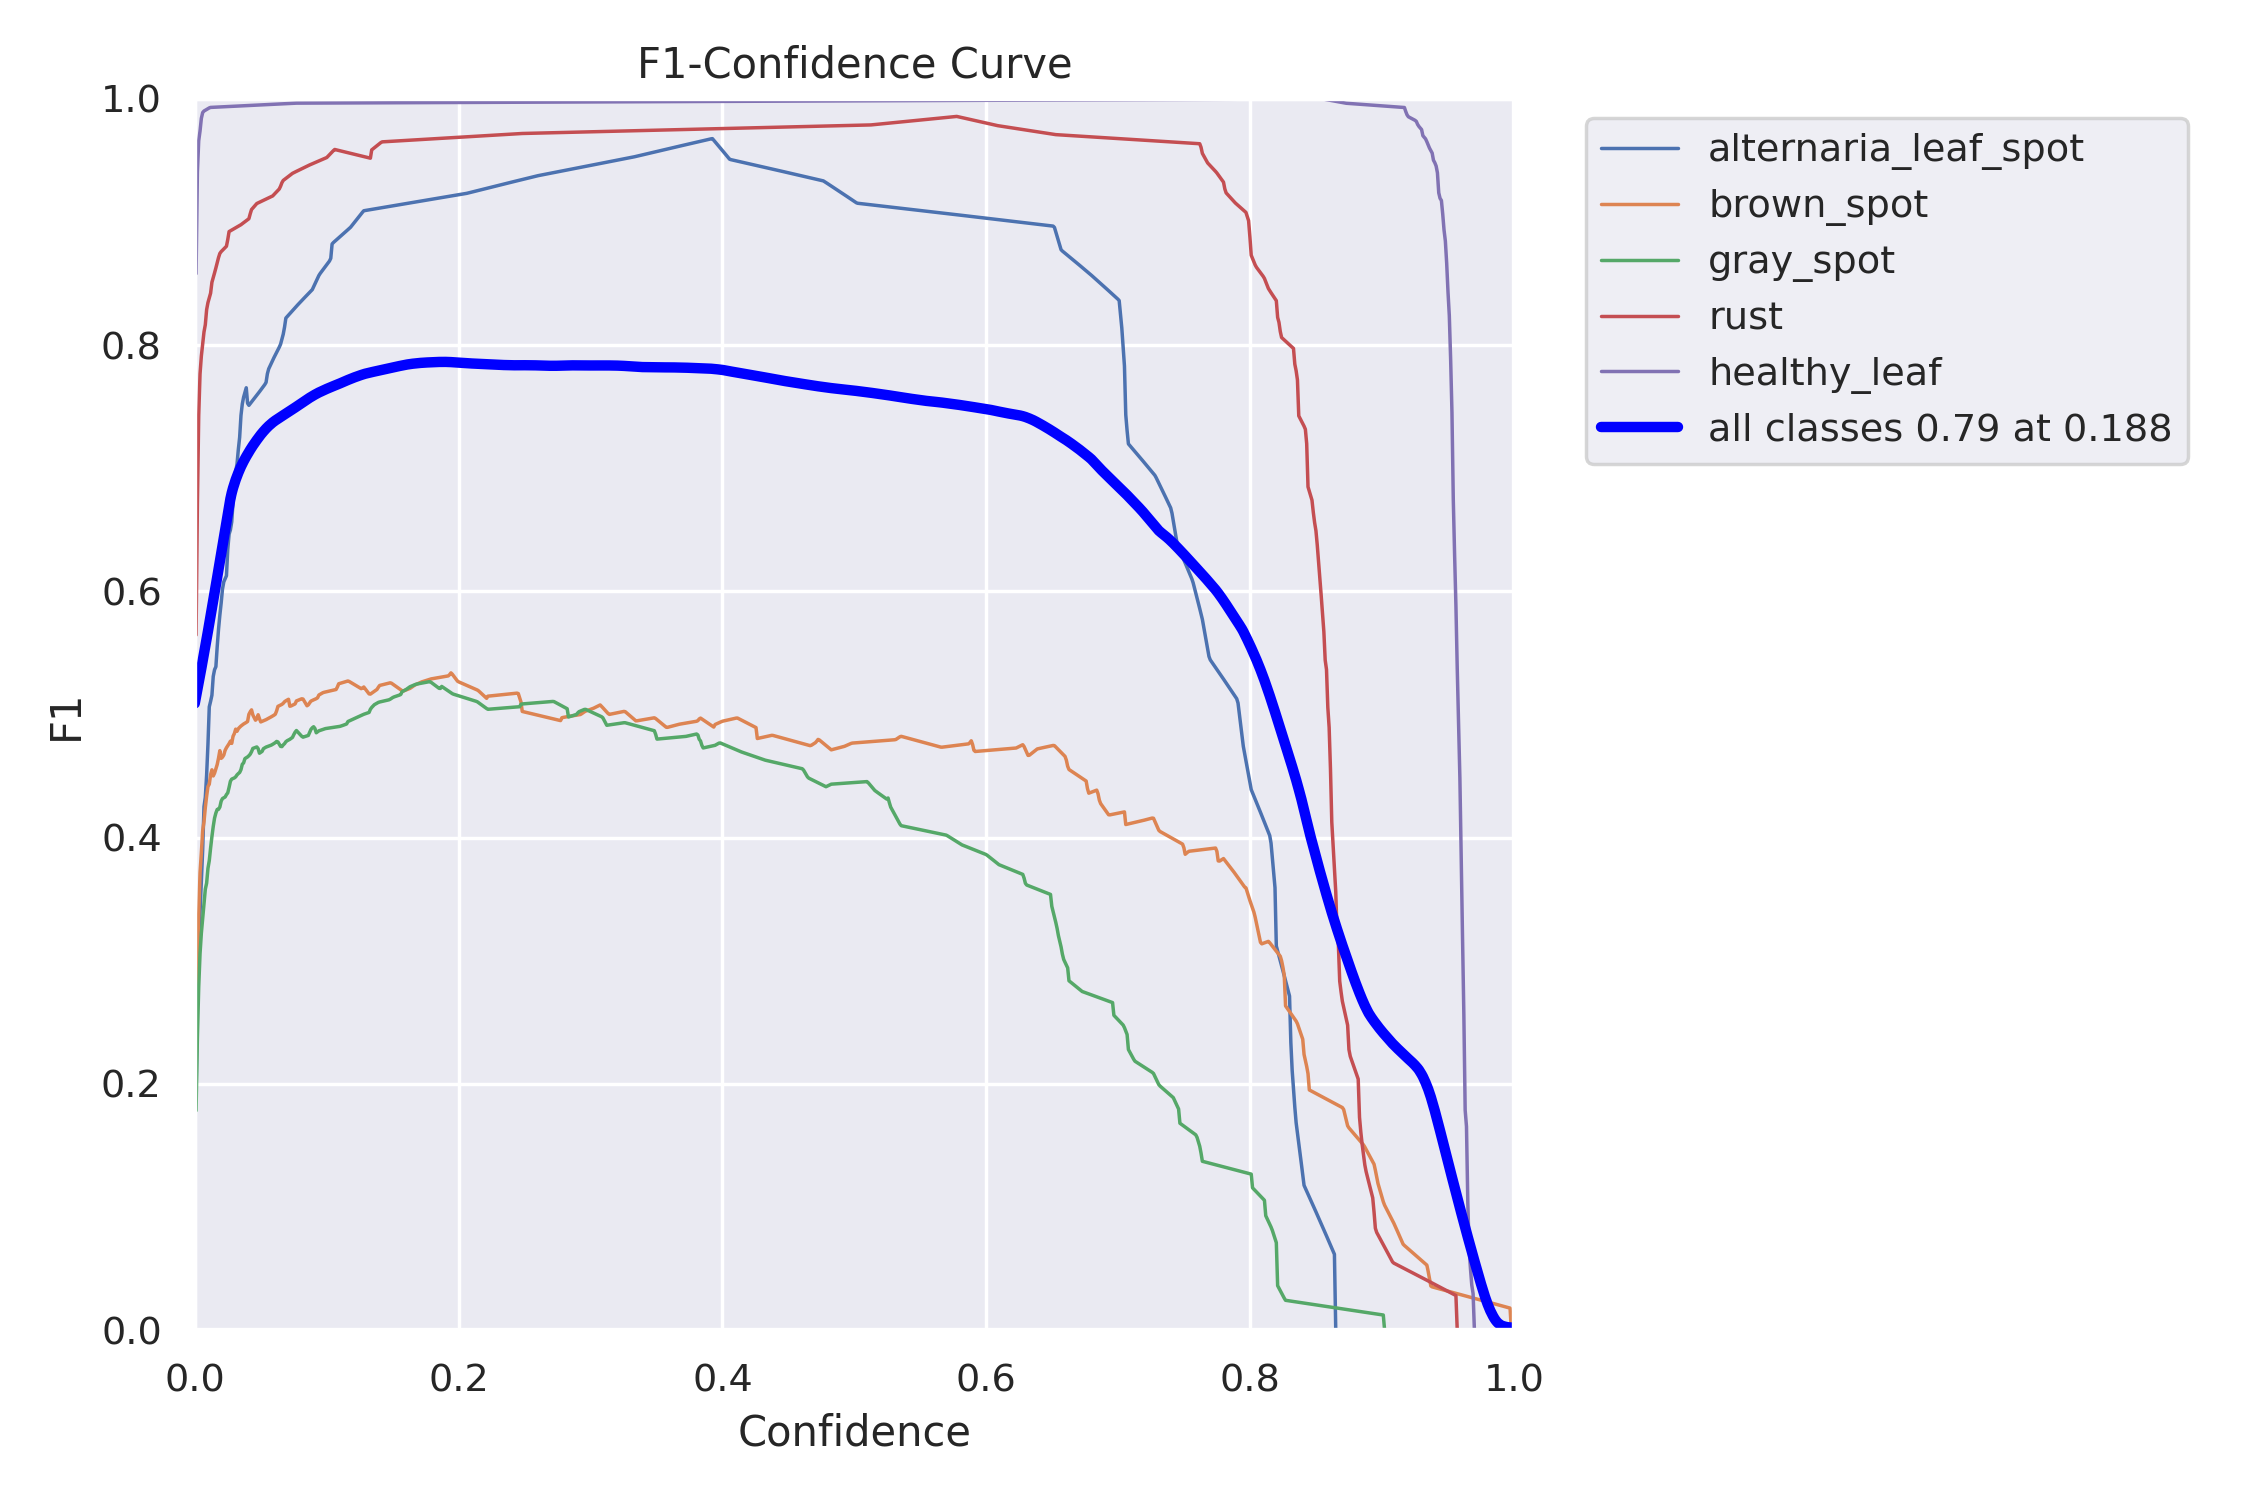 F1-Confidence Curve
1.0
0.8
0.6
0.4
0.2
0.0
F1
0.0 0.2 0.4 0.6 0.8 1.0
Confidence
alternaria_leaf_spot
brown_spot
gray_spot
rust
healthy_leaf
all classes 0.79 at 0.188